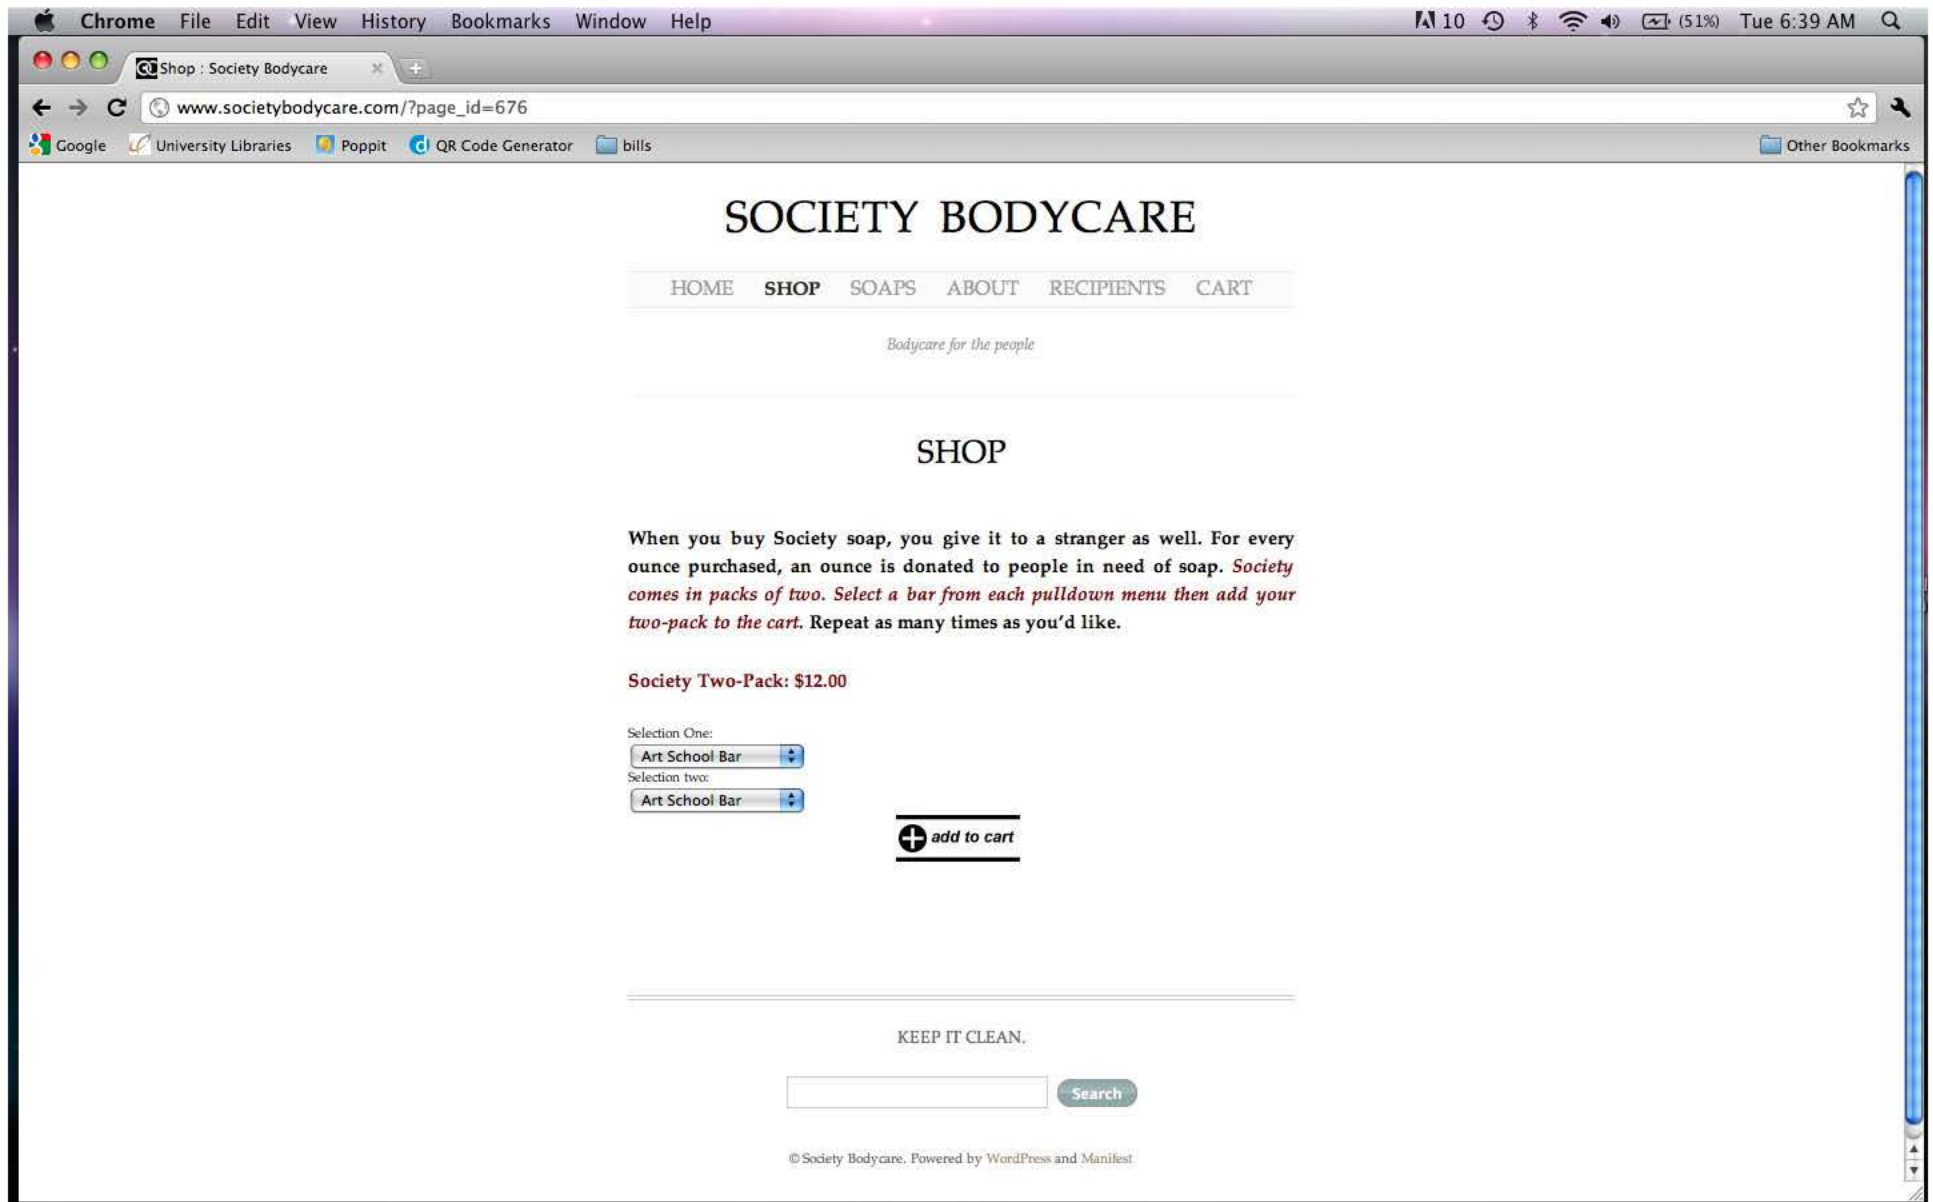 Chrome File Edit View History Bookmarks Window Help 10 (51%) Tue 6:39 AM
Shop : Society Bodycare
www.societybodycare.com/?page_id=676
Google University Libraries Poppit QR Code Generator bills Other Bookmarks
SOCIETY BODYCARE
HOME SHOP SOAPS ABOUT RECIPIENTS CART
Bodycare for the people
SHOP
When you buy Society soap, you give it to a stranger as well. For every
ounce purchased, an ounce is donated to people in need of soap. Society
comes in packs of two. Select a bar from each pulldown menu then add your
two-pack to the cart. Repeat as many times as you'd like.
Society Two-Pack: $12.00
Selection One:
Art School Bar
Selection two:
Art School Bar
add to cart
KEEP IT CLEAN.
Search
© Society Bodycare. Powered by WordPress and Manifest